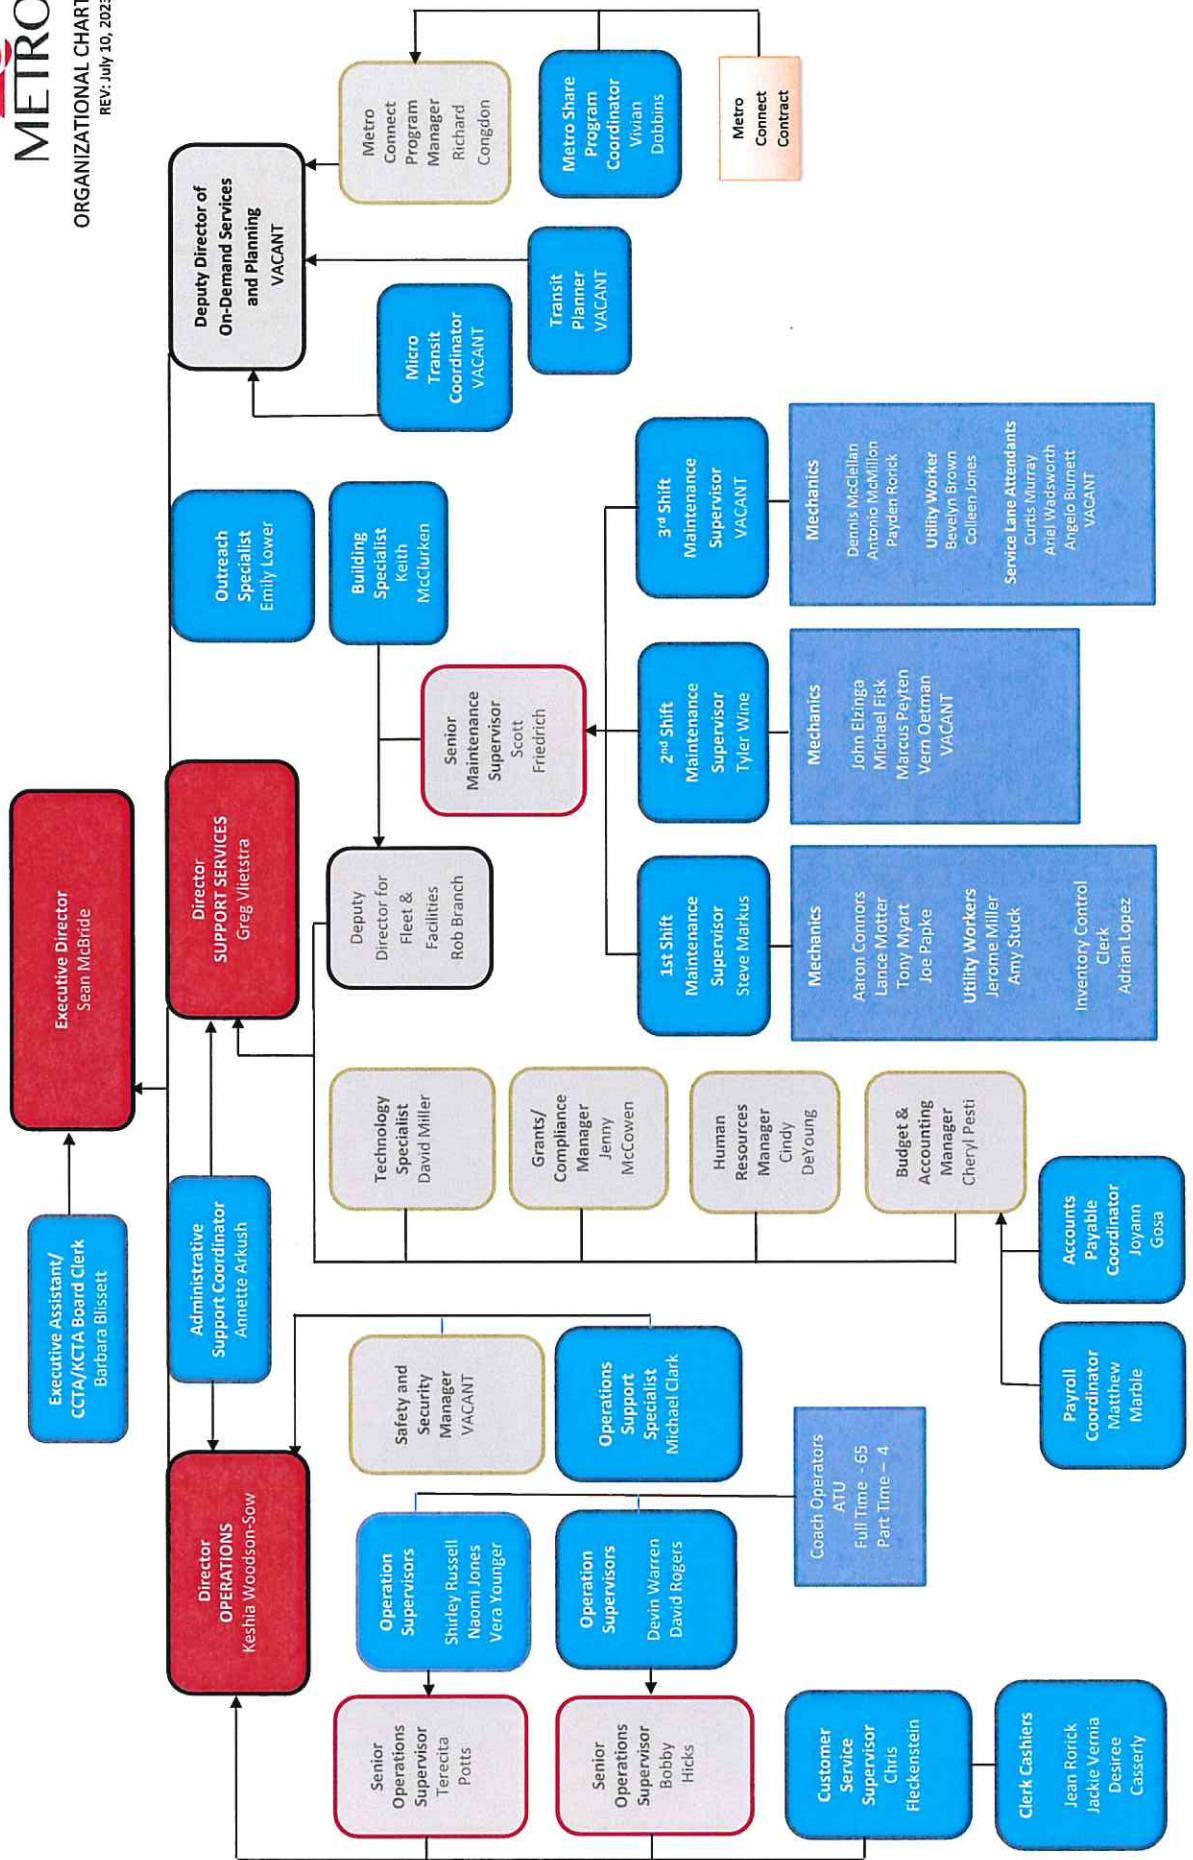 METRO
ORGANIZATIONAL CHART
REV: July 10, 2023
Executive Director
Sean McBride
Executive Assistant/
CCTA/KCTA Board Clerk
Barbara Blissett
Administrative
Support Coordinator
Annette Arkush
Director
OPERATIONS
Keshia Woodson-Sow
Director
SUPPORT SERVICES
Greg Vlietstra
Outreach
Specialist
Emily Lower
Deputy Director of
On-Demand Services
and Planning
VACANT
Senior
Operations
Supervisor
Terecita
Potts
Operation
Supervisors
Shirley Russell
Naomi Jones
Vera Younger
Safety and
Security
Manager
VACANT
Senior
Operations
Supervisor
Bobby
Hicks
Operation
Supervisors
Devin Warren
David Rogers
Operations
Support
Specialist
Michael Clark
Customer
Service
Supervisor
Chris
Fleckenstein
Coach Operators
ATU
Full Time - 65
Part Time – 4
Clerk Cashiers
Jean Rorick
Jackie Vernia
Desiree
Casserly
Technology
Specialist
David Miller
Grants/
Compliance
Manager
Jenny
McCowen
Human
Resources
Manager
Cindy
DeYoung
Budget &
Accounting
Manager
Cheryl Pesti
Payroll
Coordinator
Matthew
Marble
Accounts
Payable
Coordinator
Joyann
Gosa
Deputy
Director for
Fleet &
Facilities
Rob Branch
Building
Specialist
Keith
McClurken
Senior
Maintenance
Supervisor
Scott
Friedrich
1st Shift
Maintenance
Supervisor
Steve Markus
2nd Shift
Maintenance
Supervisor
Tyler Wine
3rd Shift
Maintenance
Supervisor
VACANT
Mechanics
Aaron Connors
Lance Motter
Tony Myart
Joe Papke
Utility Workers
Jerome Miller
Amy Stuck
Inventory Control
Clerk
Adrian Lopez
Mechanics
John Elzinga
Michael Fisk
Marcus Peyten
Vern Oetman
VACANT
Mechanics
Dennis McClellan
Antonio McMillon
Payden Rorick
Utility Worker
Bevelyn Brown
Colleen Jones
Service Lane Attendants
Curtis Murray
Ariel Wadsworth
Angelo Burnett
VACANT
Micro
Transit
Coordinator
VACANT
Transit
Planner
VACANT
Metro
Connect
Program
Manager
Richard
Congdon
Metro Share
Program
Coordinator
Vivian
Dobbins
Metro
Connect
Contract